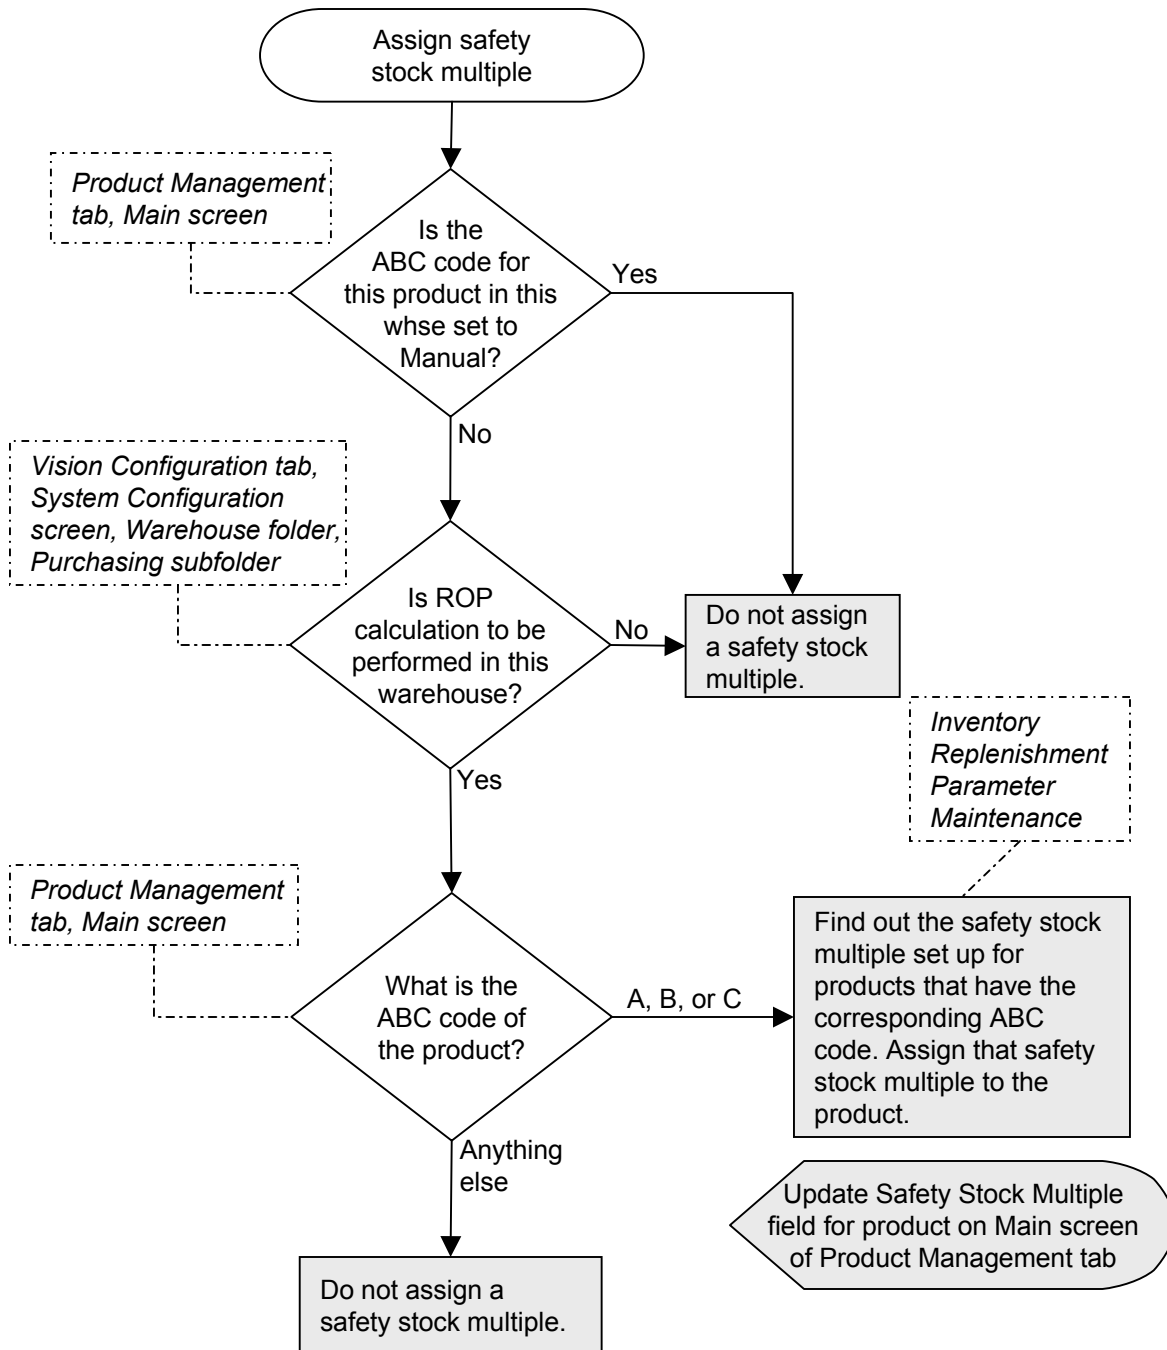 Assign safety
stock multiple
Product Management
tab, Main screen
Is the
ABC code for
this product in this
whse set to
Manual?
Yes
No
Vision Configuration tab,
System Configuration
screen, Warehouse folder,
Purchasing subfolder
Is ROP
calculation to be
performed in this
warehouse?
No
Do not assign
a safety stock
multiple.
Yes
Inventory
Replenishment
Parameter
Maintenance
Product Management
tab, Main screen
What is the
ABC code of
the product?
A, B, or C
Find out the safety stock
multiple set up for
products that have the
corresponding ABC
code. Assign that safety
stock multiple to the
product.
Anything
else
Update Safety Stock Multiple
field for product on Main screen
of Product Management tab
Do not assign a
safety stock multiple.